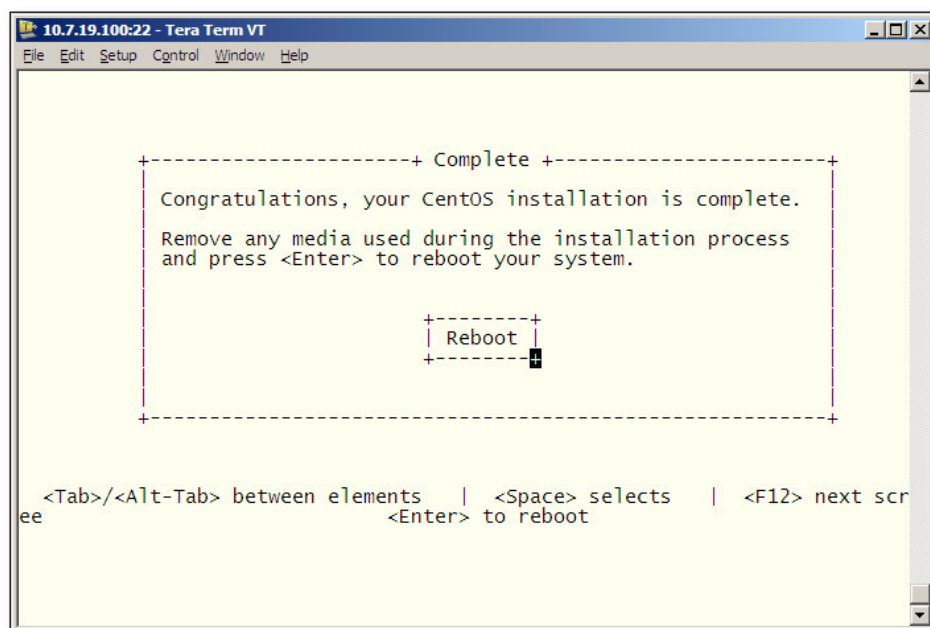 10.7.19.100:22 - Tera Term VT
File Edit Setup Control Window Help
+----------------------+ Complete +-----------------------+
Congratulations, your CentOS installation is complete.
Remove any media used during the installation process
and press <Enter> to reboot your system.
+--------+
| Reboot |
+--------+
+---------------------------------------------------------+
<Tab>/<Alt-Tab> between elements | <Space> selects | <F12> next scr
ee <Enter> to reboot